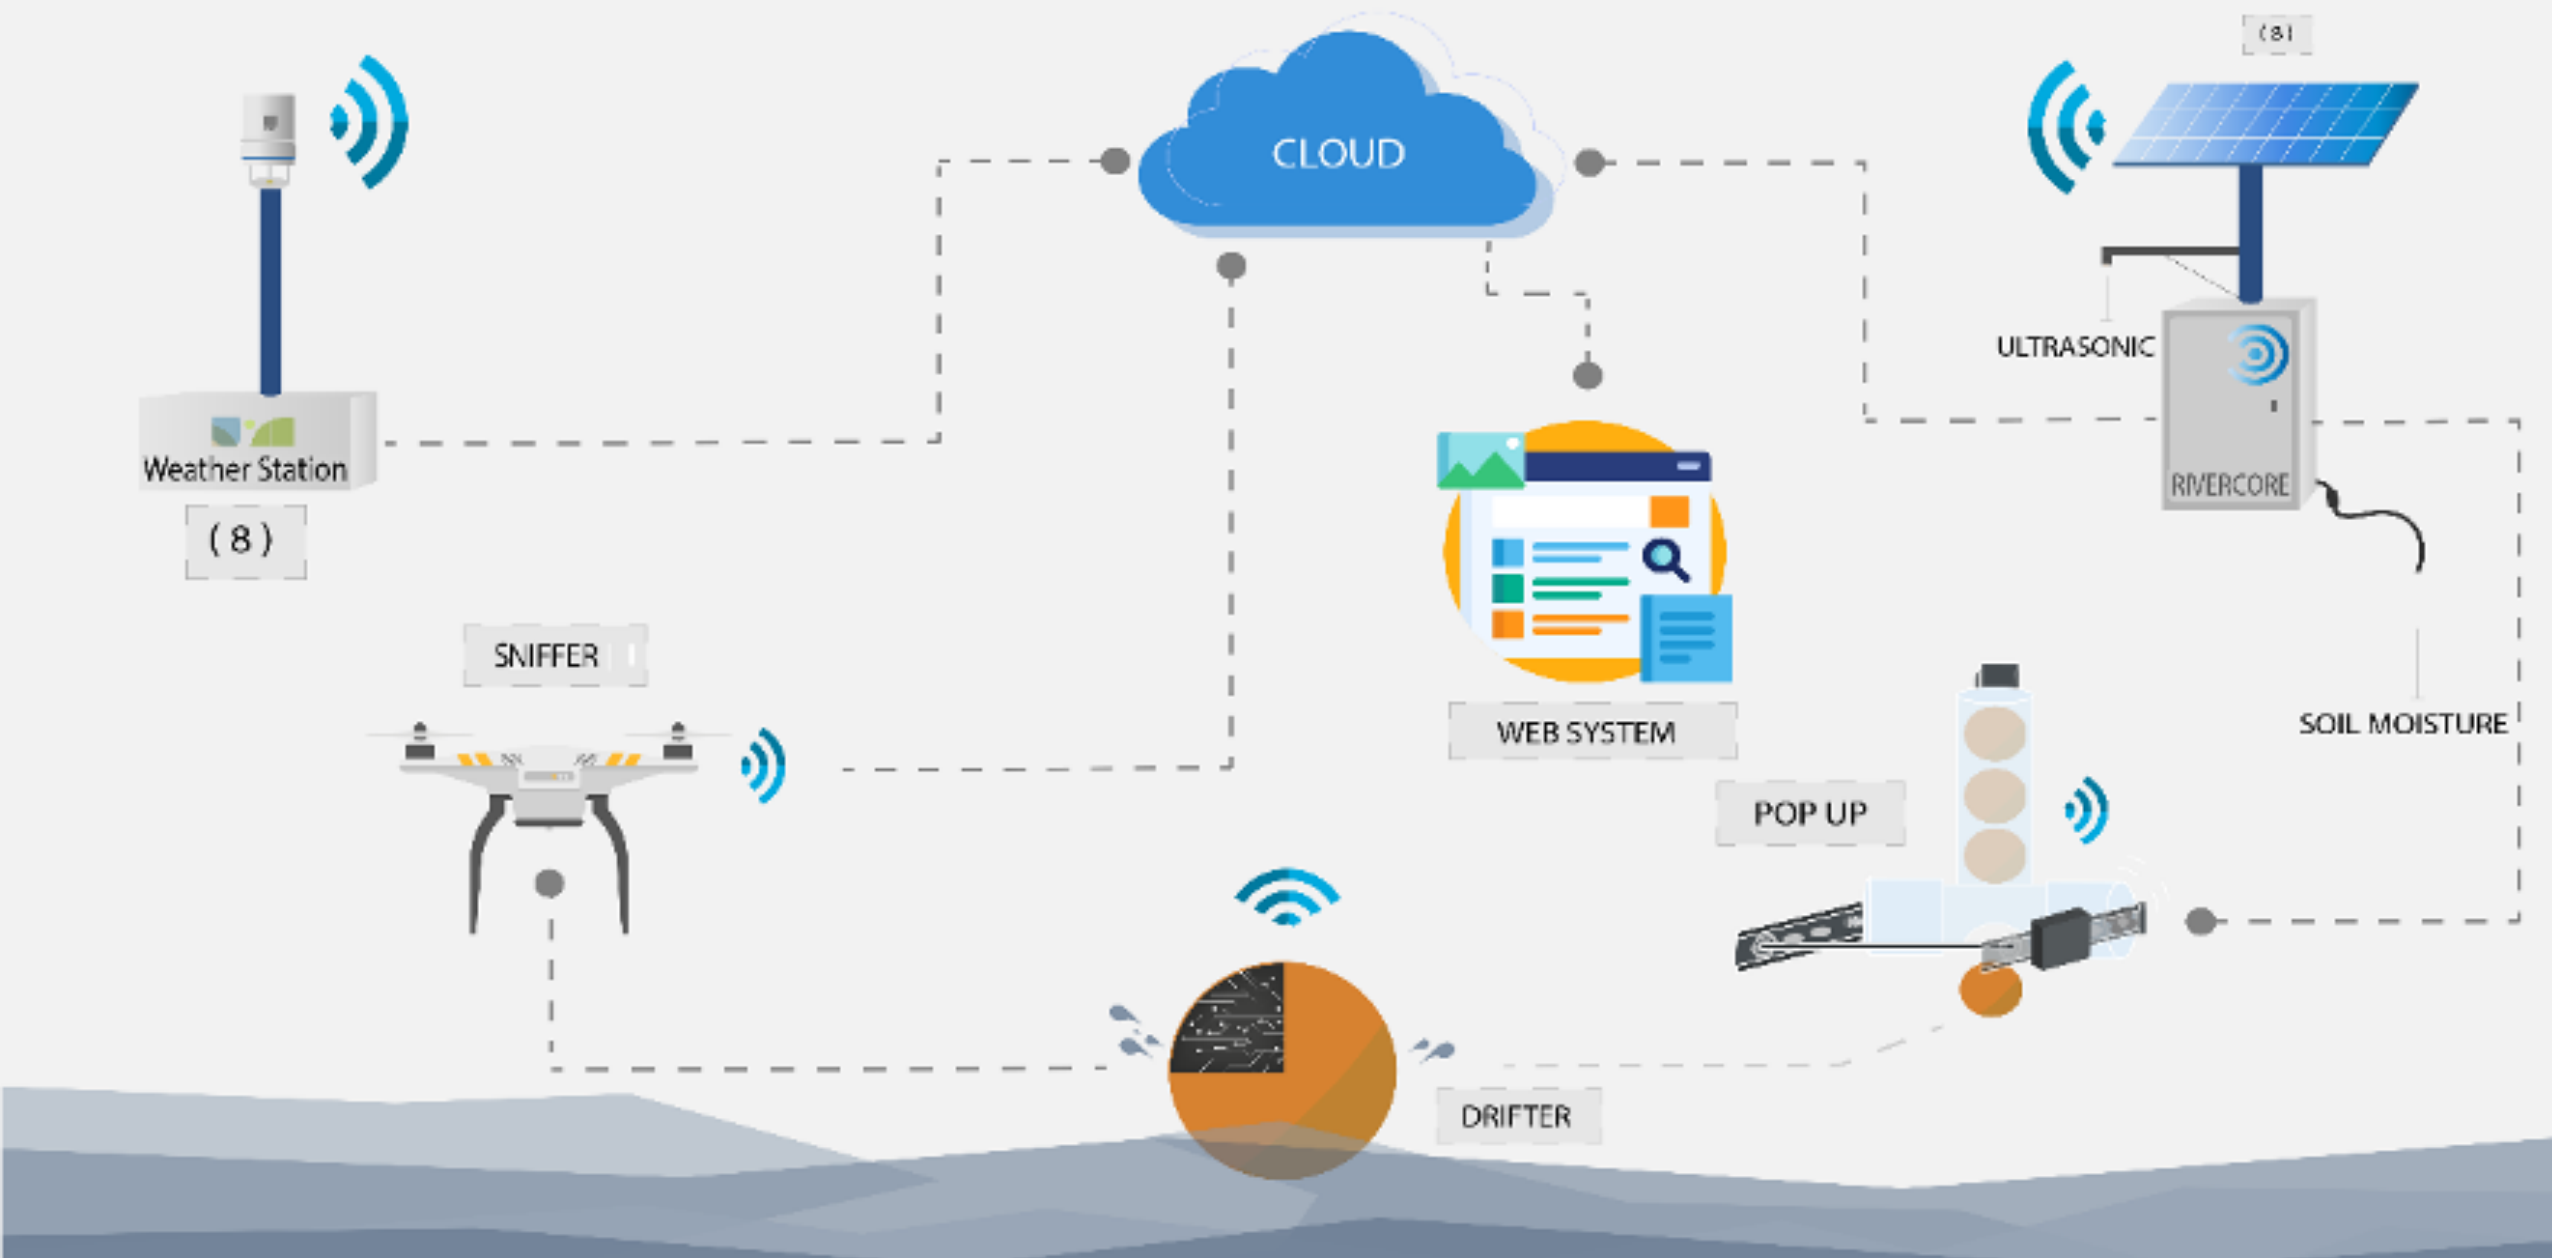 (8)
CLOUD
ULTRASONIC
Weather Station
RIVERCORE
(8)
SNIFFER
WEB SYSTEM
SOIL MOISTURE
POP UP
DRIFTER